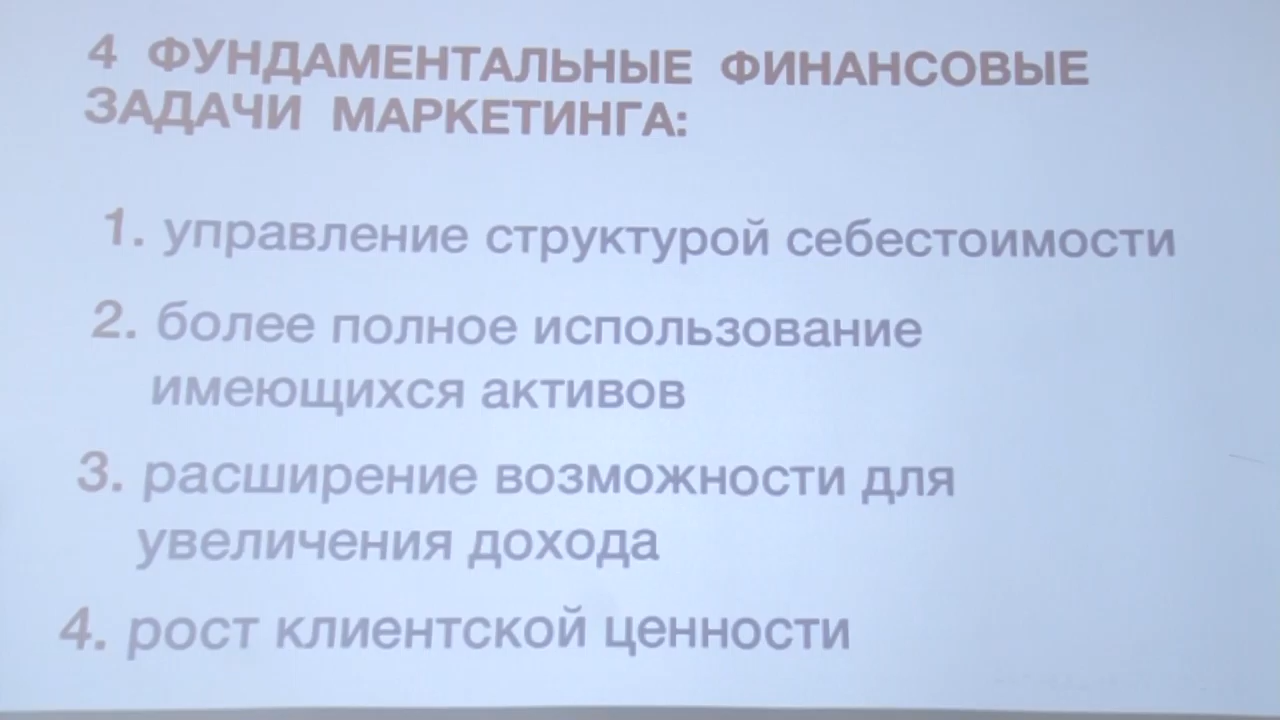 4 ФУНДАМЕНТАЛЬНЫЕ ФИНАНСОВЫЕ
ЗАДАЧИ МАРКЕТИНГА:
1. управление структурой себестоимости
2. более полное использование
имеющихся активов
3. расширение возможности для
увеличения дохода
4. рост клиентской ценности